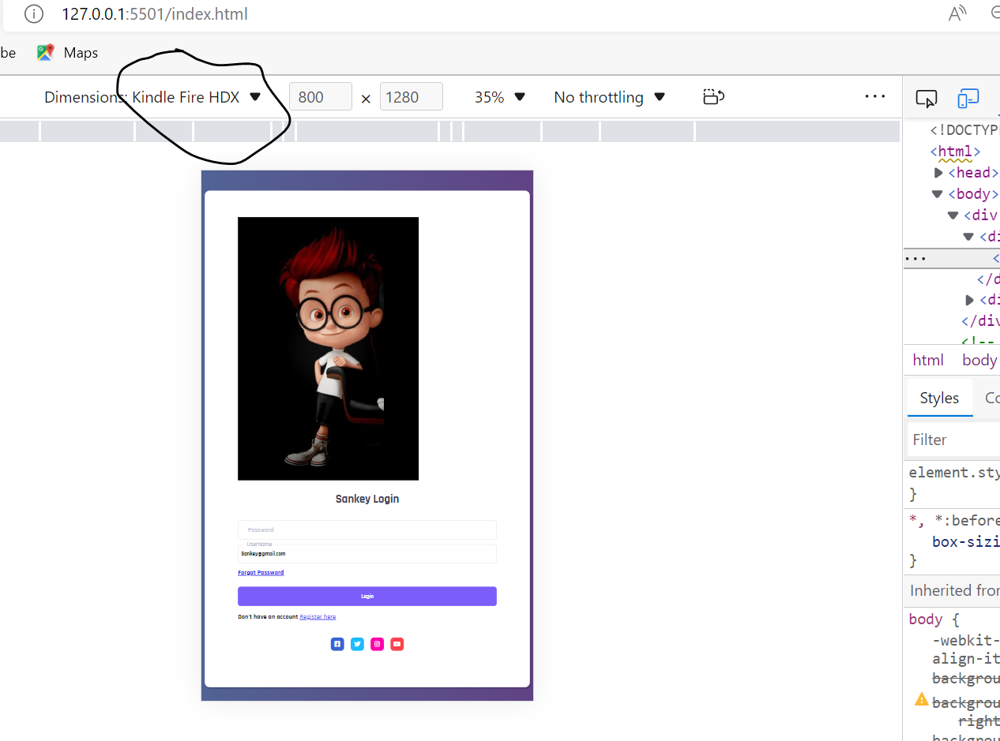 127.0.0.1:5501/index.html
be Maps
Dimensions: Kindle Fire HDX 800 × 1280 35% No throttling
<!DOCTYP
<html>
<head>
<body>
<div
<di
<
</d
<di
</div
<!--
html body
Styles Co
Filter
element.sty
}
*, *:before
box-sizi
}
Inherited from
body {
-webkit-
align-it
backgrou
backgrou
right
backgrou
Sankey Login
Password
UserName
Sankey@gmail.com
Forgot Password
Login
Don't have an account Register here